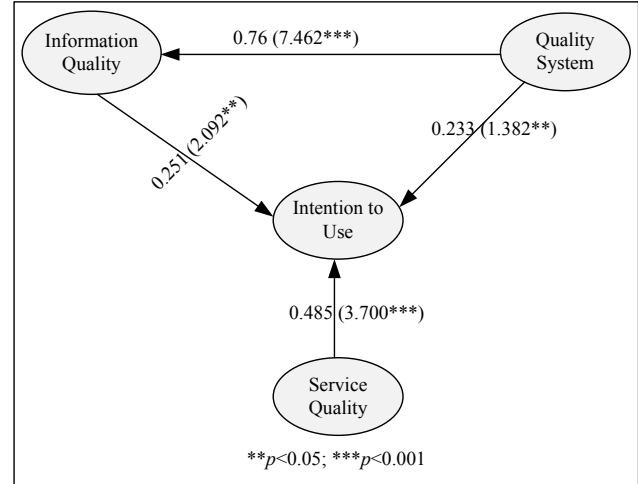 Information
Quality
0.76 (7.462***)
Quality
System
0.251 (2.092**)
0.233 (1.382**)
Intention to
Use
0.485 (3.700***)
Service
Quality
**p<0.05; ***p<0.001